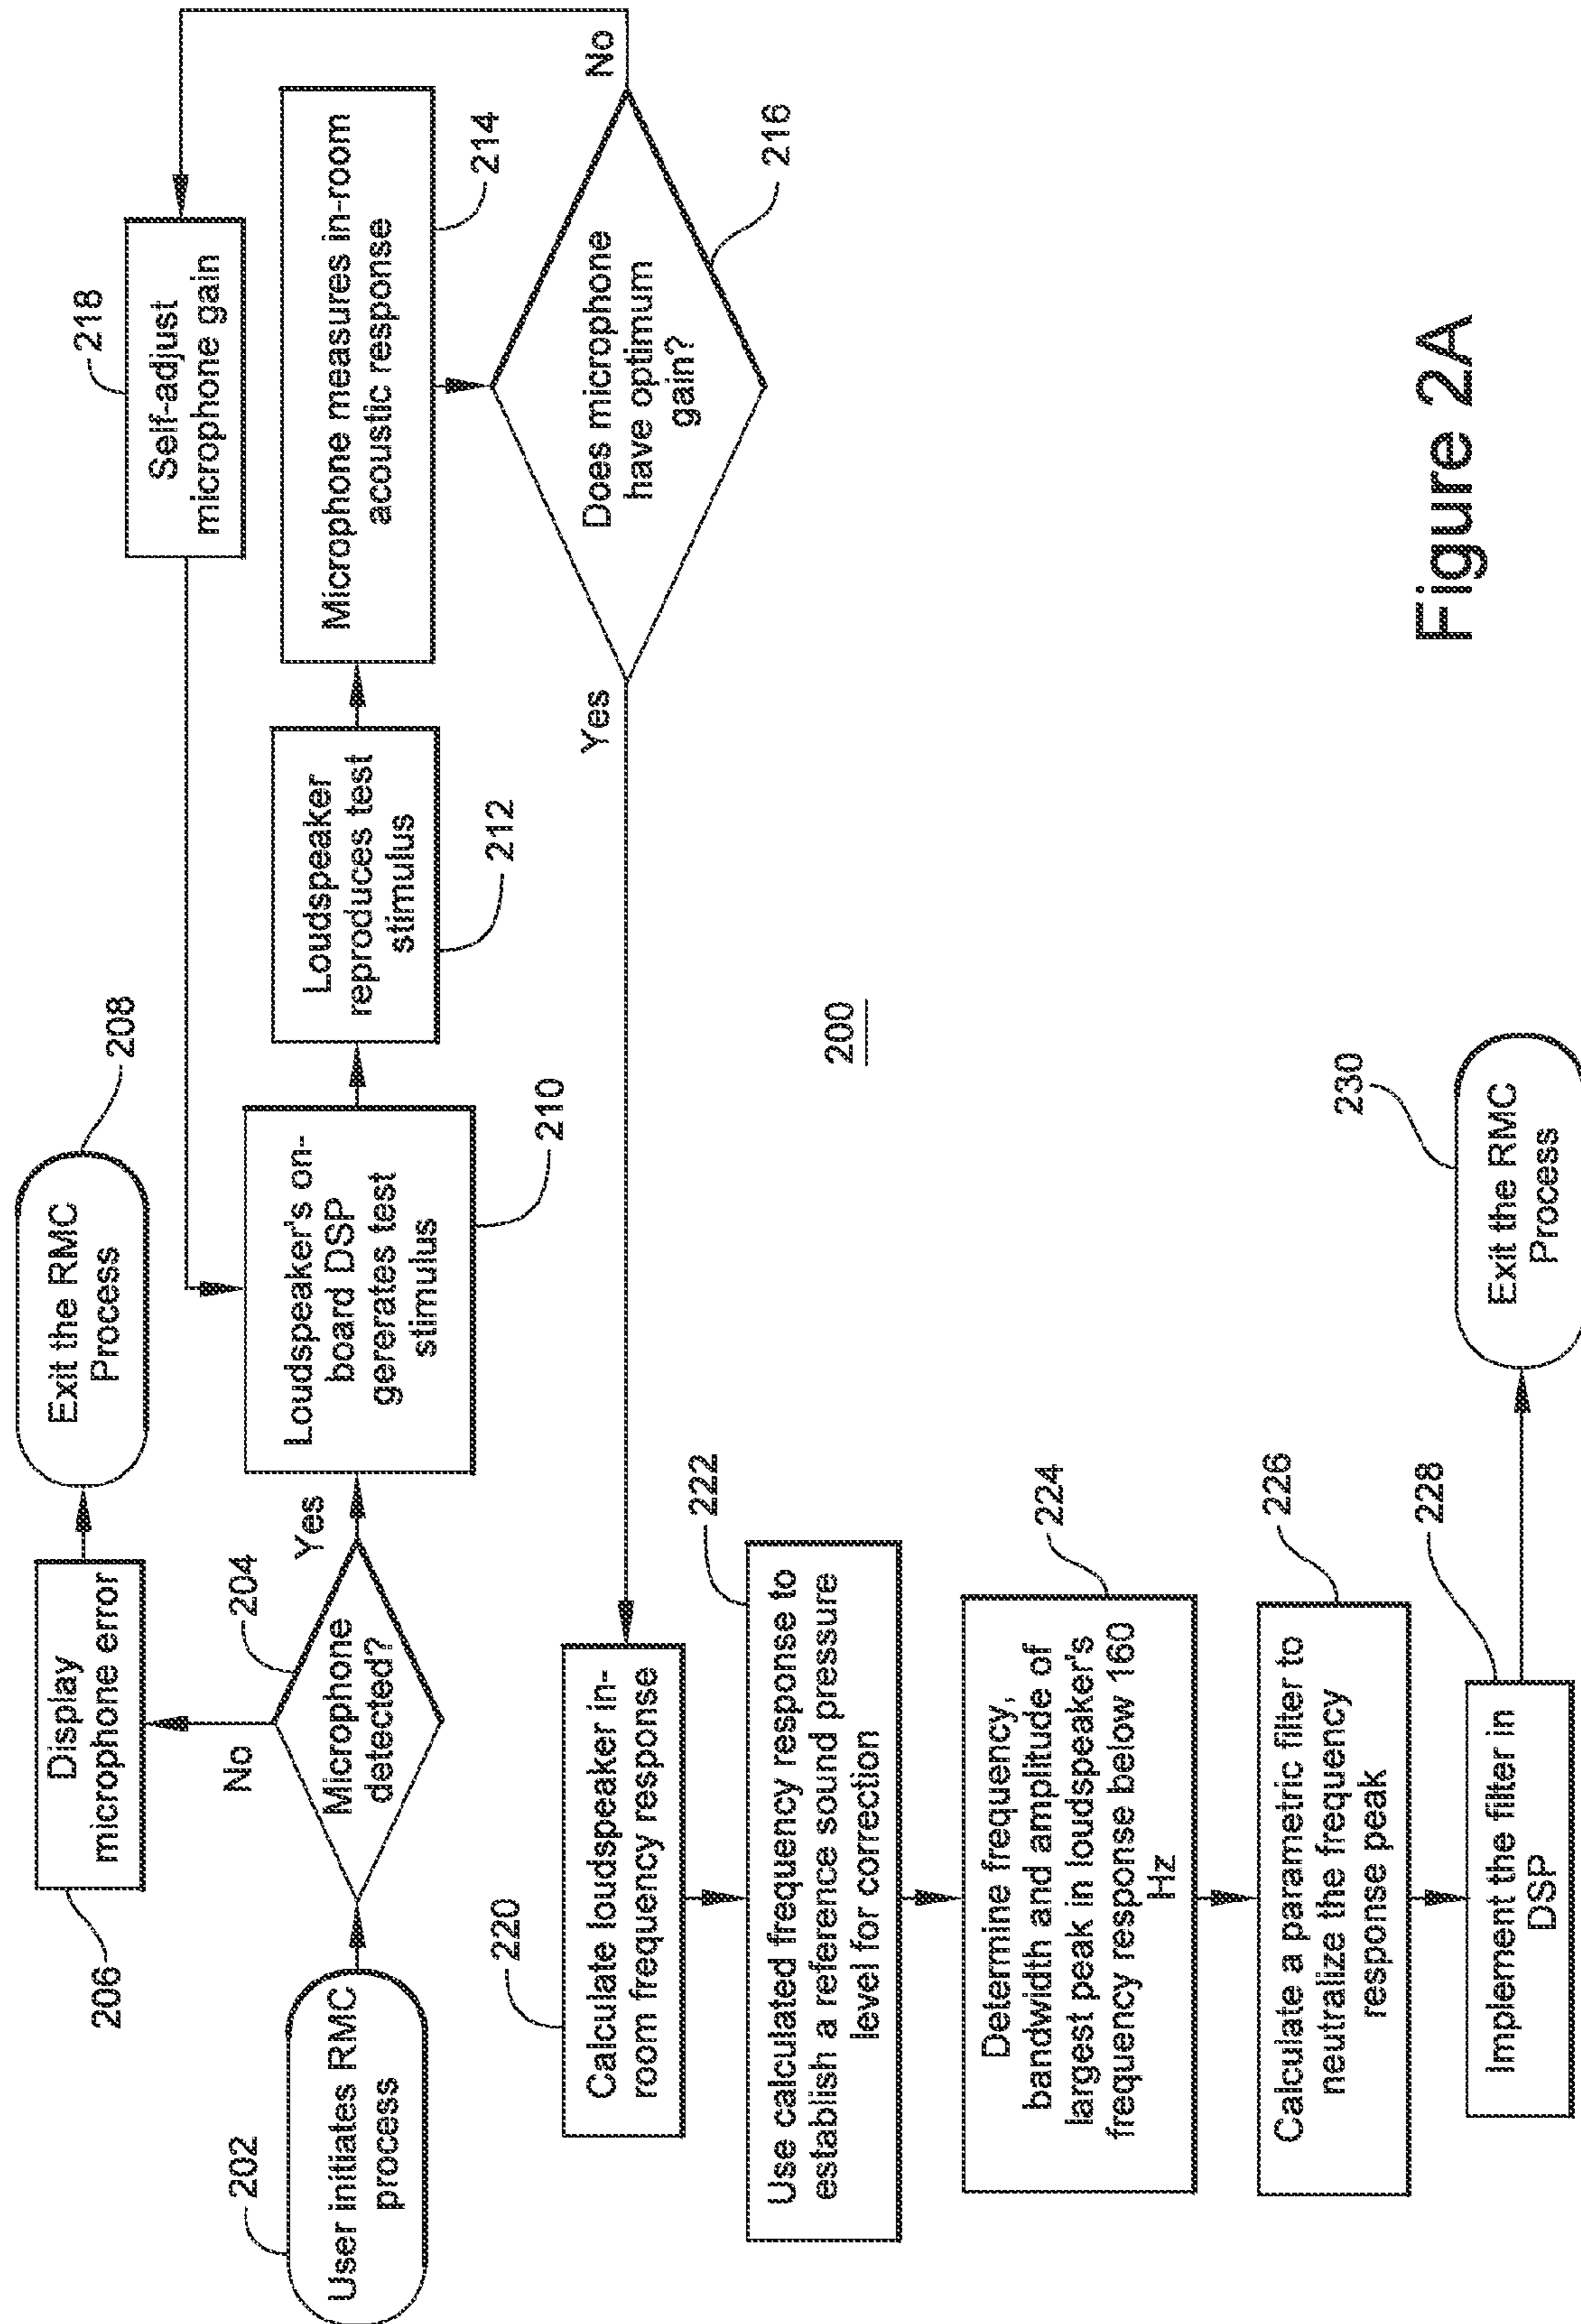 206
Display
microphone error
Exit the RMC
Process
208
218
Self-adjust
microphone gain
No
204
202
User initiates RMC
process
Microphone
detected?
Yes
Loudspeaker's on-
board DSP
gererates test
stimulus
210
Loudspeaker
reproduces test
stimulus
212
Microphone measures in-room
acoustic response
214
Does microphone
have optimum
gain?
216
Yes
No
220
Calculate loudspeaker in-
room frequency response
222
Use calculated frequency response to
establish a reference sound pressure
level for correction
200
Determine frequency,
bandwidth and amplitude of
largest peak in loudspeaker's
frequency response below 160
Hz
224
Calculate a parametric filter to
neutralize the frequency
response peak
226
Implement the filter in
DSP
228
230
Exit the RMC
Process
Figure 2A